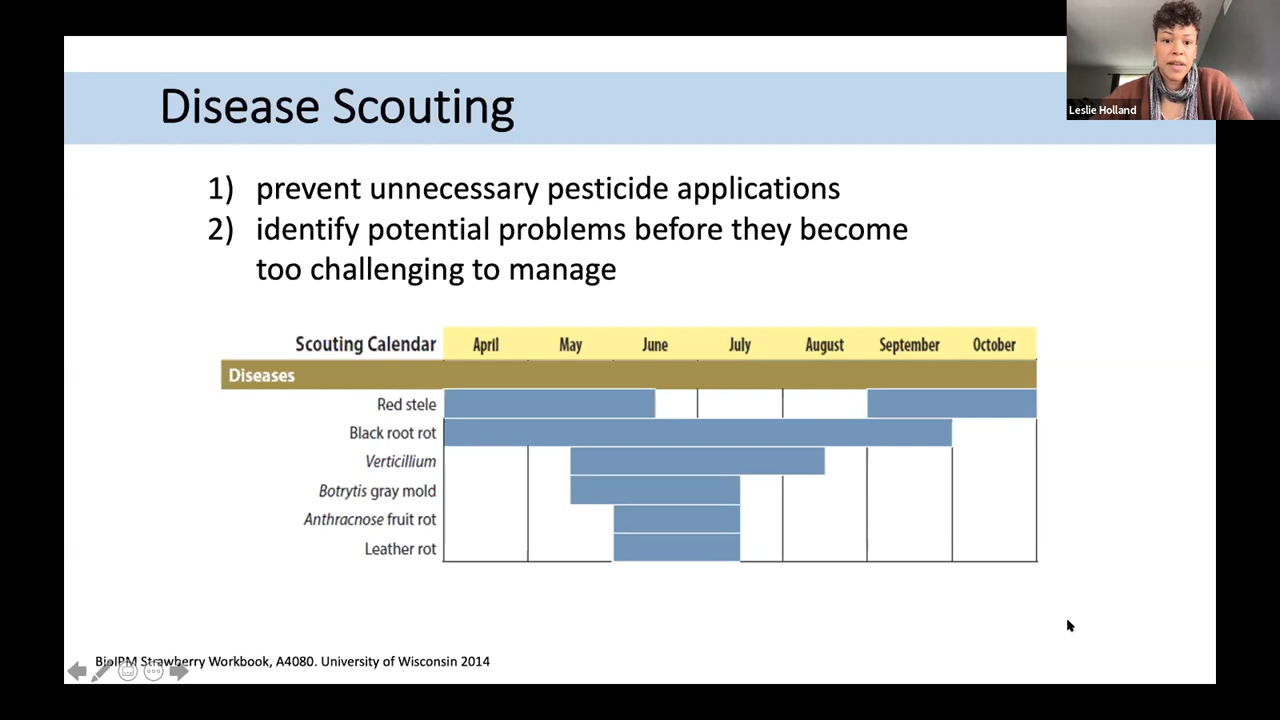 Disease Scouting
Leslie Holland
1) prevent unnecessary pesticide applications
2) identify potential problems before they become
too challenging to manage
Scouting Calendar April May June July August September October
Diseases
Red stele
Black root rot
Verticillium
Botrytis gray mold
Anthracnose fruit rot
Leather rot
BioIPM Strawberry Workbook, A4080. University of Wisconsin 2014